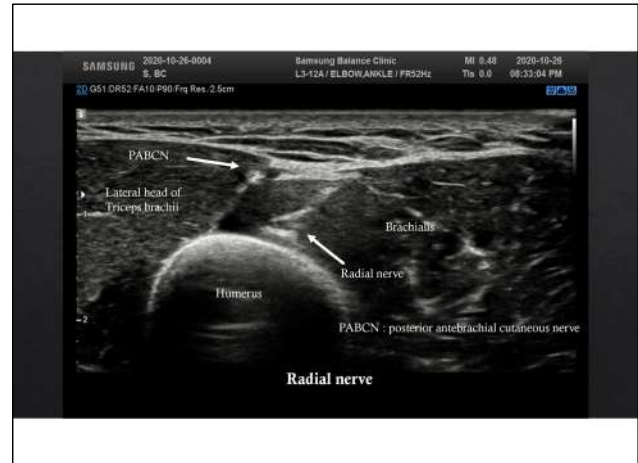 SAMSUNG 2020-10-26-0004 Samsung Balance Clinic MI 0.48 2020-10-26
S, BC L3-12A / ELBOW,ANKLE / FR52Hz TIs 0.0 08:33:04 PM
2D G51/DR52/FA10/P90/Frq Res./2.5cm
S
PABCN
Lateral head of
Triceps brachii
1
Brachialis
Radial nerve
Humerus
2
PABCN : posterior antebrachial cutaneous nerve
Radial nerve